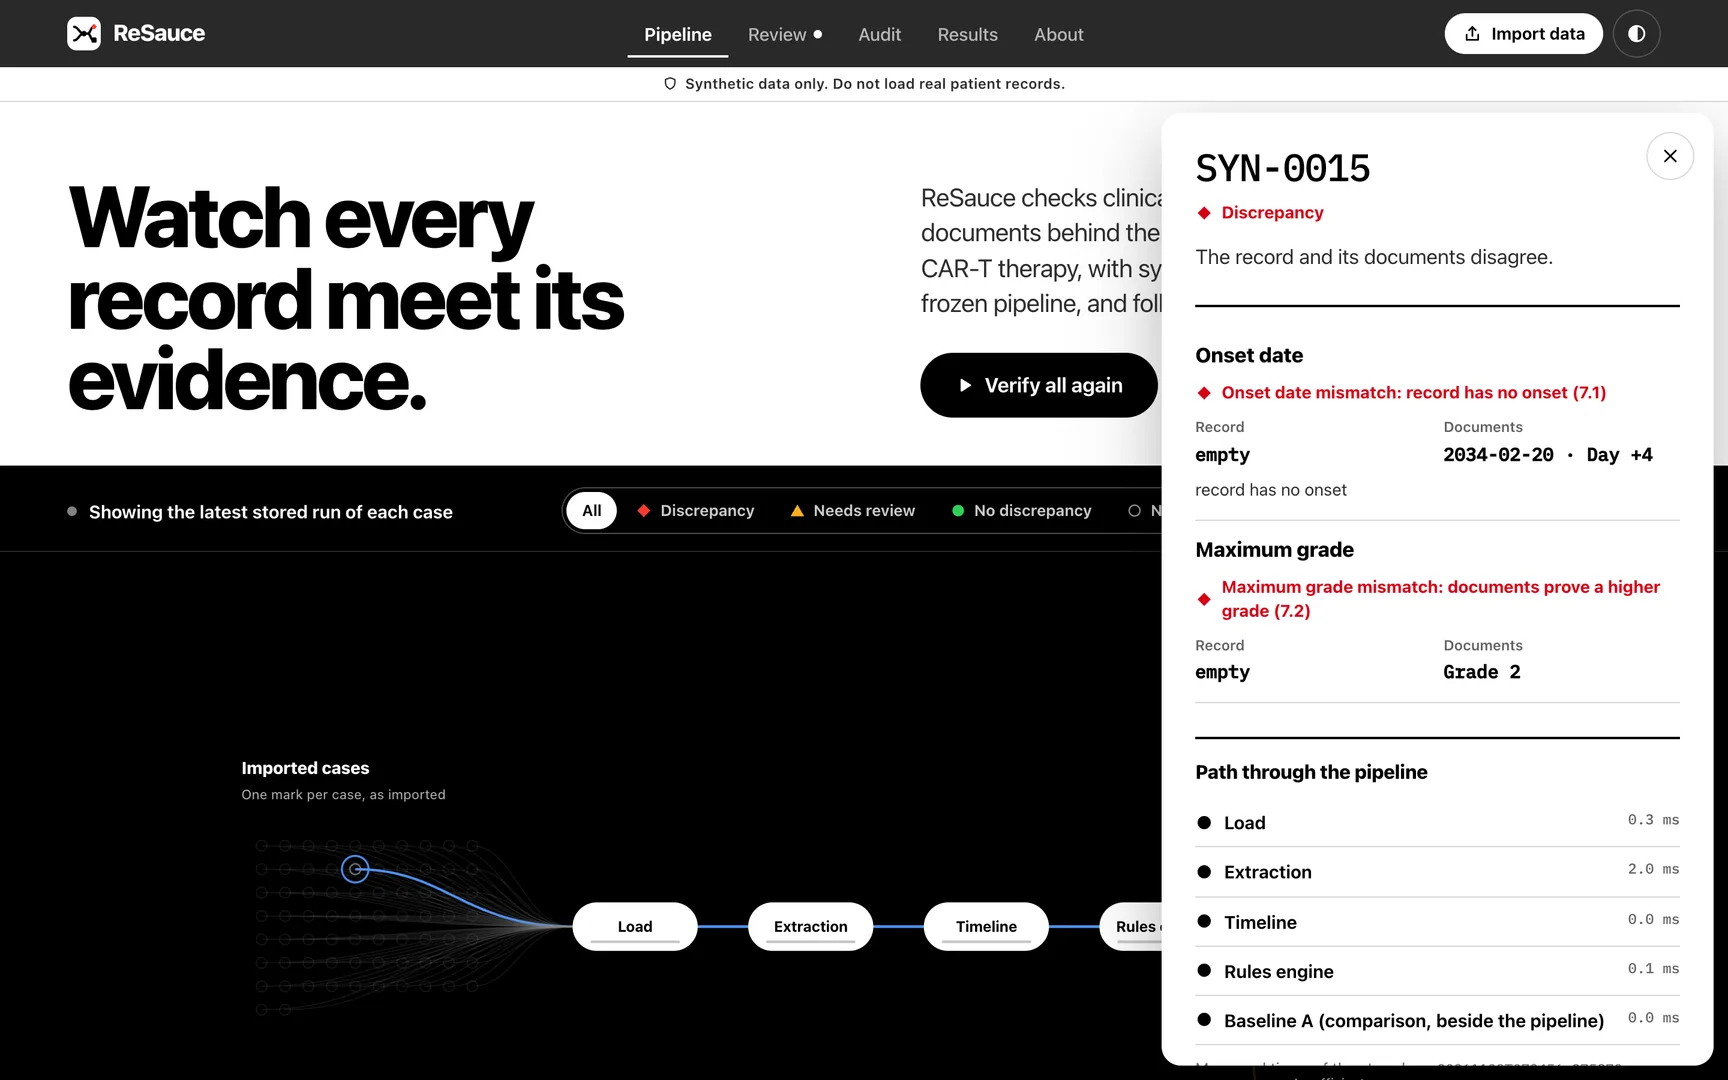 ReSauce
Pipeline
Review
Audit
Results
About
Import data
Synthetic data only. Do not load real patient records.
Watch every
record meet its
evidence.
ReSauce checks
documents behind the
CAR-T therapy, with
frozen pipeline, and
Verify all again
Showing the latest stored run of each case
All
Discrepancy
Needs review
No discrepancy
Imported cases
One mark per case, as imported
Load
Extraction
Timeline
Rules
SYN-0015
Discrepancy
The record and its documents disagree.
Onset date
Onset date mismatch: record has no onset (7.1)
Record
Documents
empty
2034-02-20 · Day +4
record has no onset
Maximum grade
Maximum grade mismatch: documents prove a higher
grade (7.2)
Record
Documents
empty
Grade 2
Path through the pipeline
Load
0.3 ms
Extraction
2.0 ms
Timeline
0.0 ms
Rules engine
0.1 ms
Baseline A (comparison, beside the pipeline)
0.0 ms